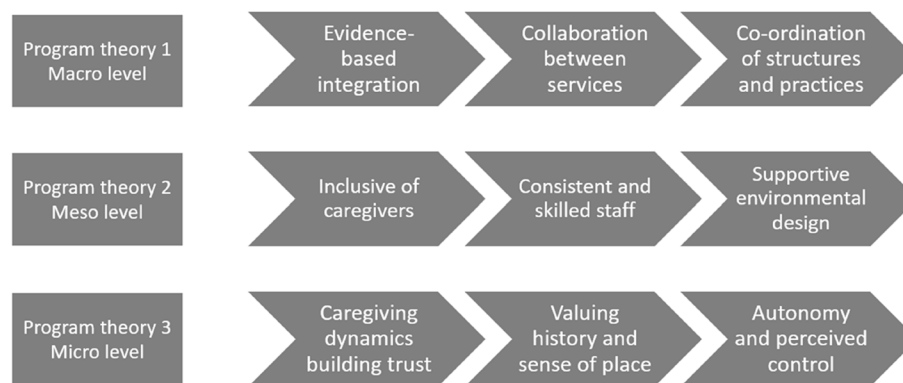 Program theory 1
Macro level
Evidence-
based
integration
Collaboration
between
services
Co-ordination
of structures
and practices
Program theory 2
Meso level
Inclusive of
caregivers
Consistent and
skilled staff
Supportive
environmental
design
Program theory 3
Micro level
Caregiving
dynamics
building trust
Valuing
history and
sense of place
Autonomy
and perceived
control